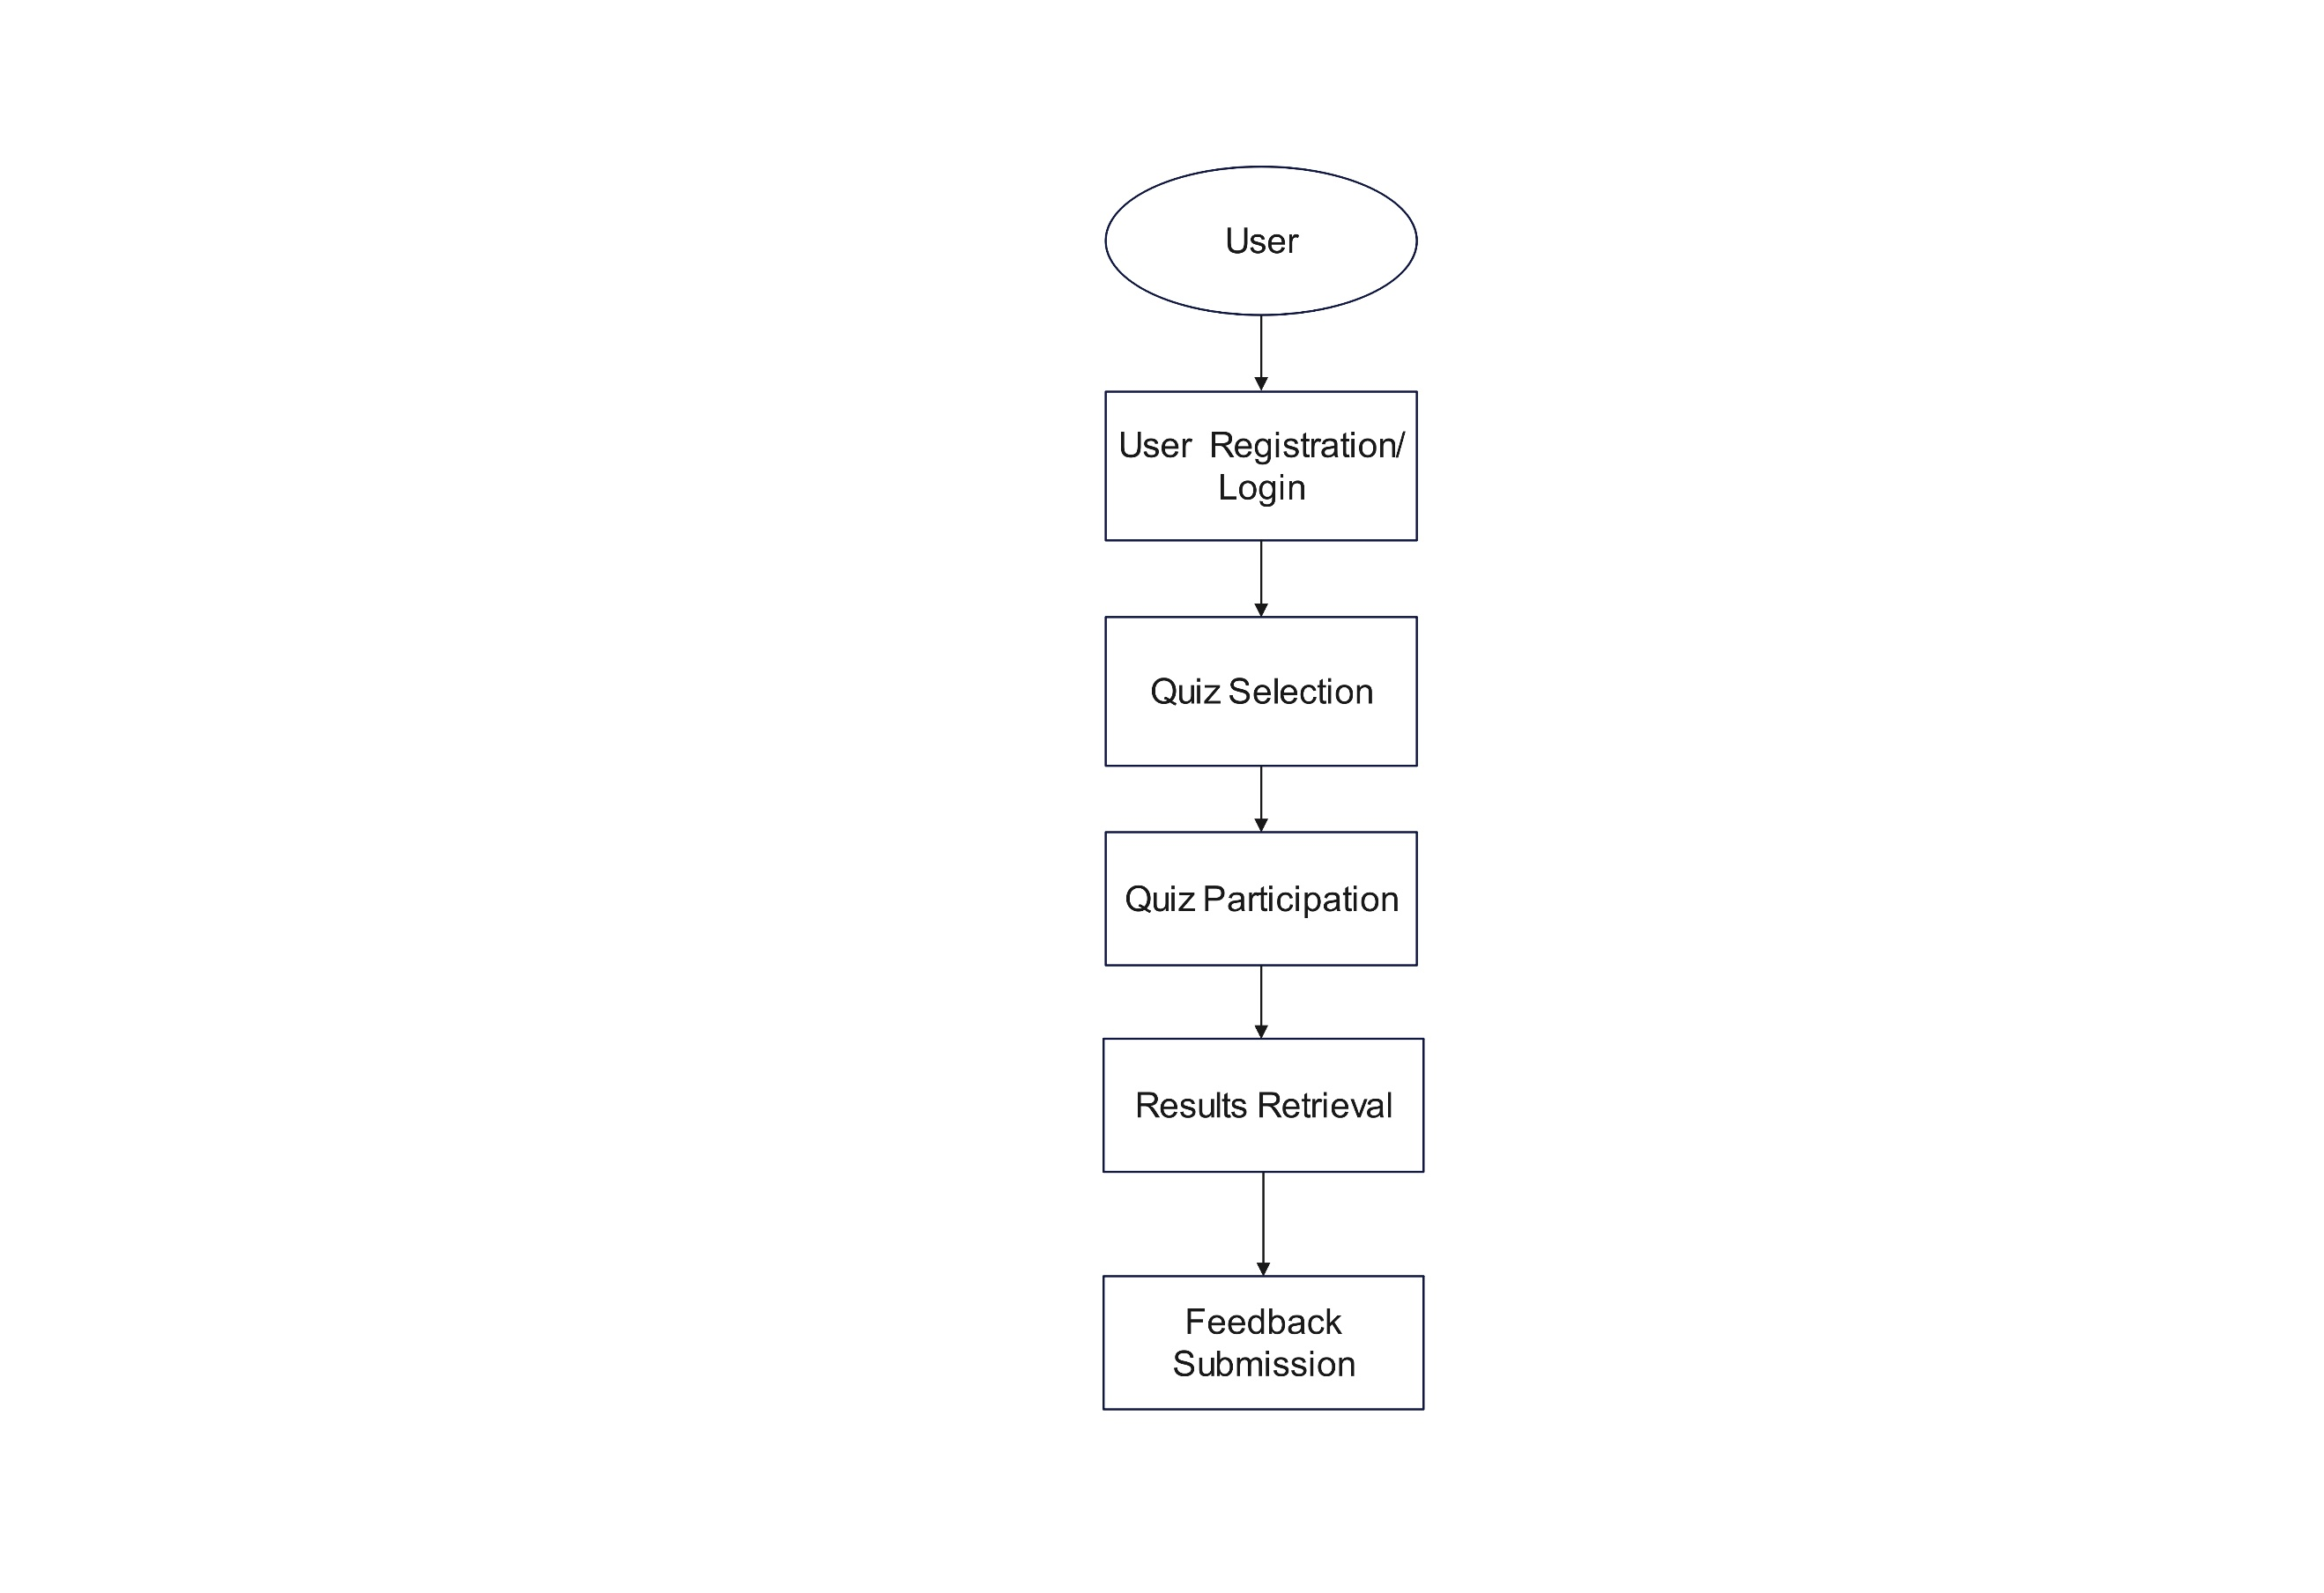 User
User Registration/
Login
Quiz Selection
Quiz Participation
Results Retrieval
Feedback
Submission